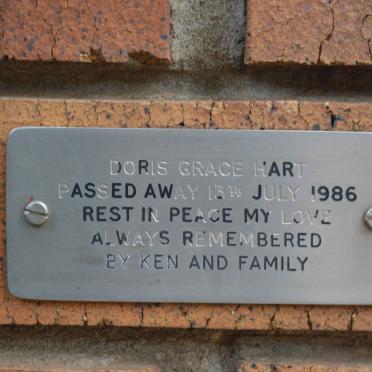 DORIS GRACE HART
PASSED AWAY 13TH JULY 1986
REST IN PEACE MY LOVE
ALWAYS REMEMBERED
BY KEN AND FAMILY